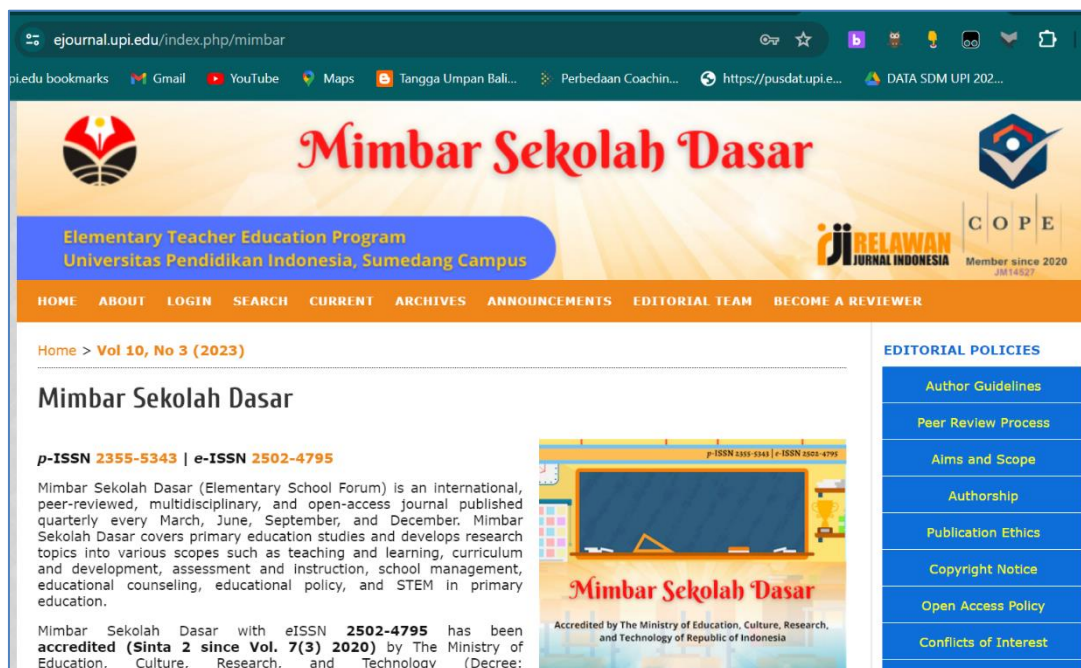 ejournal.upi.edu/index.php/mimbar
pi.edu bookmarks Gmail YouTube Maps Tangga Umpan Bali... Perbedaan Coachin... https://pusdat.upi.e... DATA SDM UPI 202...
Mimbar Sekolah Dasar
Elementary Teacher Education Program
Universitas Pendidikan Indonesia, Sumedang Campus
rji RELAWAN
JURNAL INDONESIA
C O P E
Member since 2020
JM14527
HOME ABOUT LOGIN SEARCH CURRENT ARCHIVES ANNOUNCEMENTS EDITORIAL TEAM BECOME A REVIEWER
Home > Vol 10, No 3 (2023)
Mimbar Sekolah Dasar
p-ISSN 2355-5343 | e-ISSN 2502-4795
Mimbar Sekolah Dasar (Elementary School Forum) is an international,
peer-reviewed, multidisciplinary, and open-access journal published
quarterly every March, June, September, and December. Mimbar
Sekolah Dasar covers primary education studies and develops research
topics into various scopes such as teaching and learning, curriculum
and development, assessment and instruction, school management,
educational counseling, educational policy, and STEM in primary
education.
Mimbar Sekolah Dasar with eISSN 2502-4795 has been
accredited (Sinta 2 since Vol. 7(3) 2020) by The Ministry of
Education, Culture, Research, and Technology (Decree:
p-ISSN 2355-5343 | e-ISSN 2502-4795
Mimbar Sekolah Dasar
Accredited by The Ministry of Education, Culture, Research,
and Technology of Republic of Indonesia
EDITORIAL POLICIES
Author Guidelines
Peer Review Process
Aims and Scope
Authorship
Publication Ethics
Copyright Notice
Open Access Policy
Conflicts of Interest